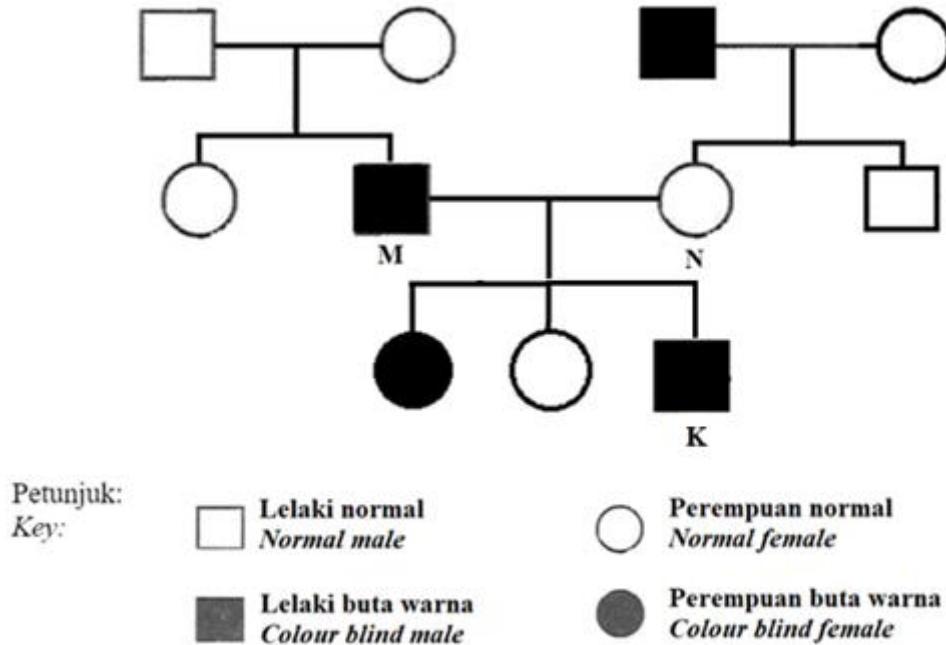 M
N
K
Petunjuk:
Key:
Lelaki normal
Normal male
Perempuan normal
Normal female
Lelaki buta warna
Colour blind male
Perempuan buta warna
Colour blind female